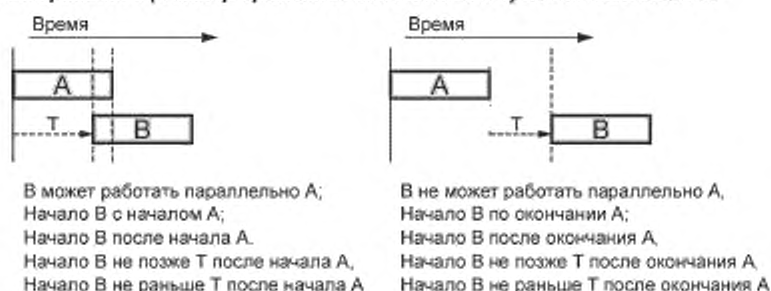 Время
A
T
B
В может работать параллельно А;
Начало В с началом А;
Начало В после начала А.
Начало В не позже Т после начала А,
Начало В не раньше Т после начала А
Время
A
T
B
В не может работать параллельно А,
Начало В по окончании А;
Начало В после окончания А,
Начало В не позже Т после окончания А,
Начало В не раньше Т после окончания А